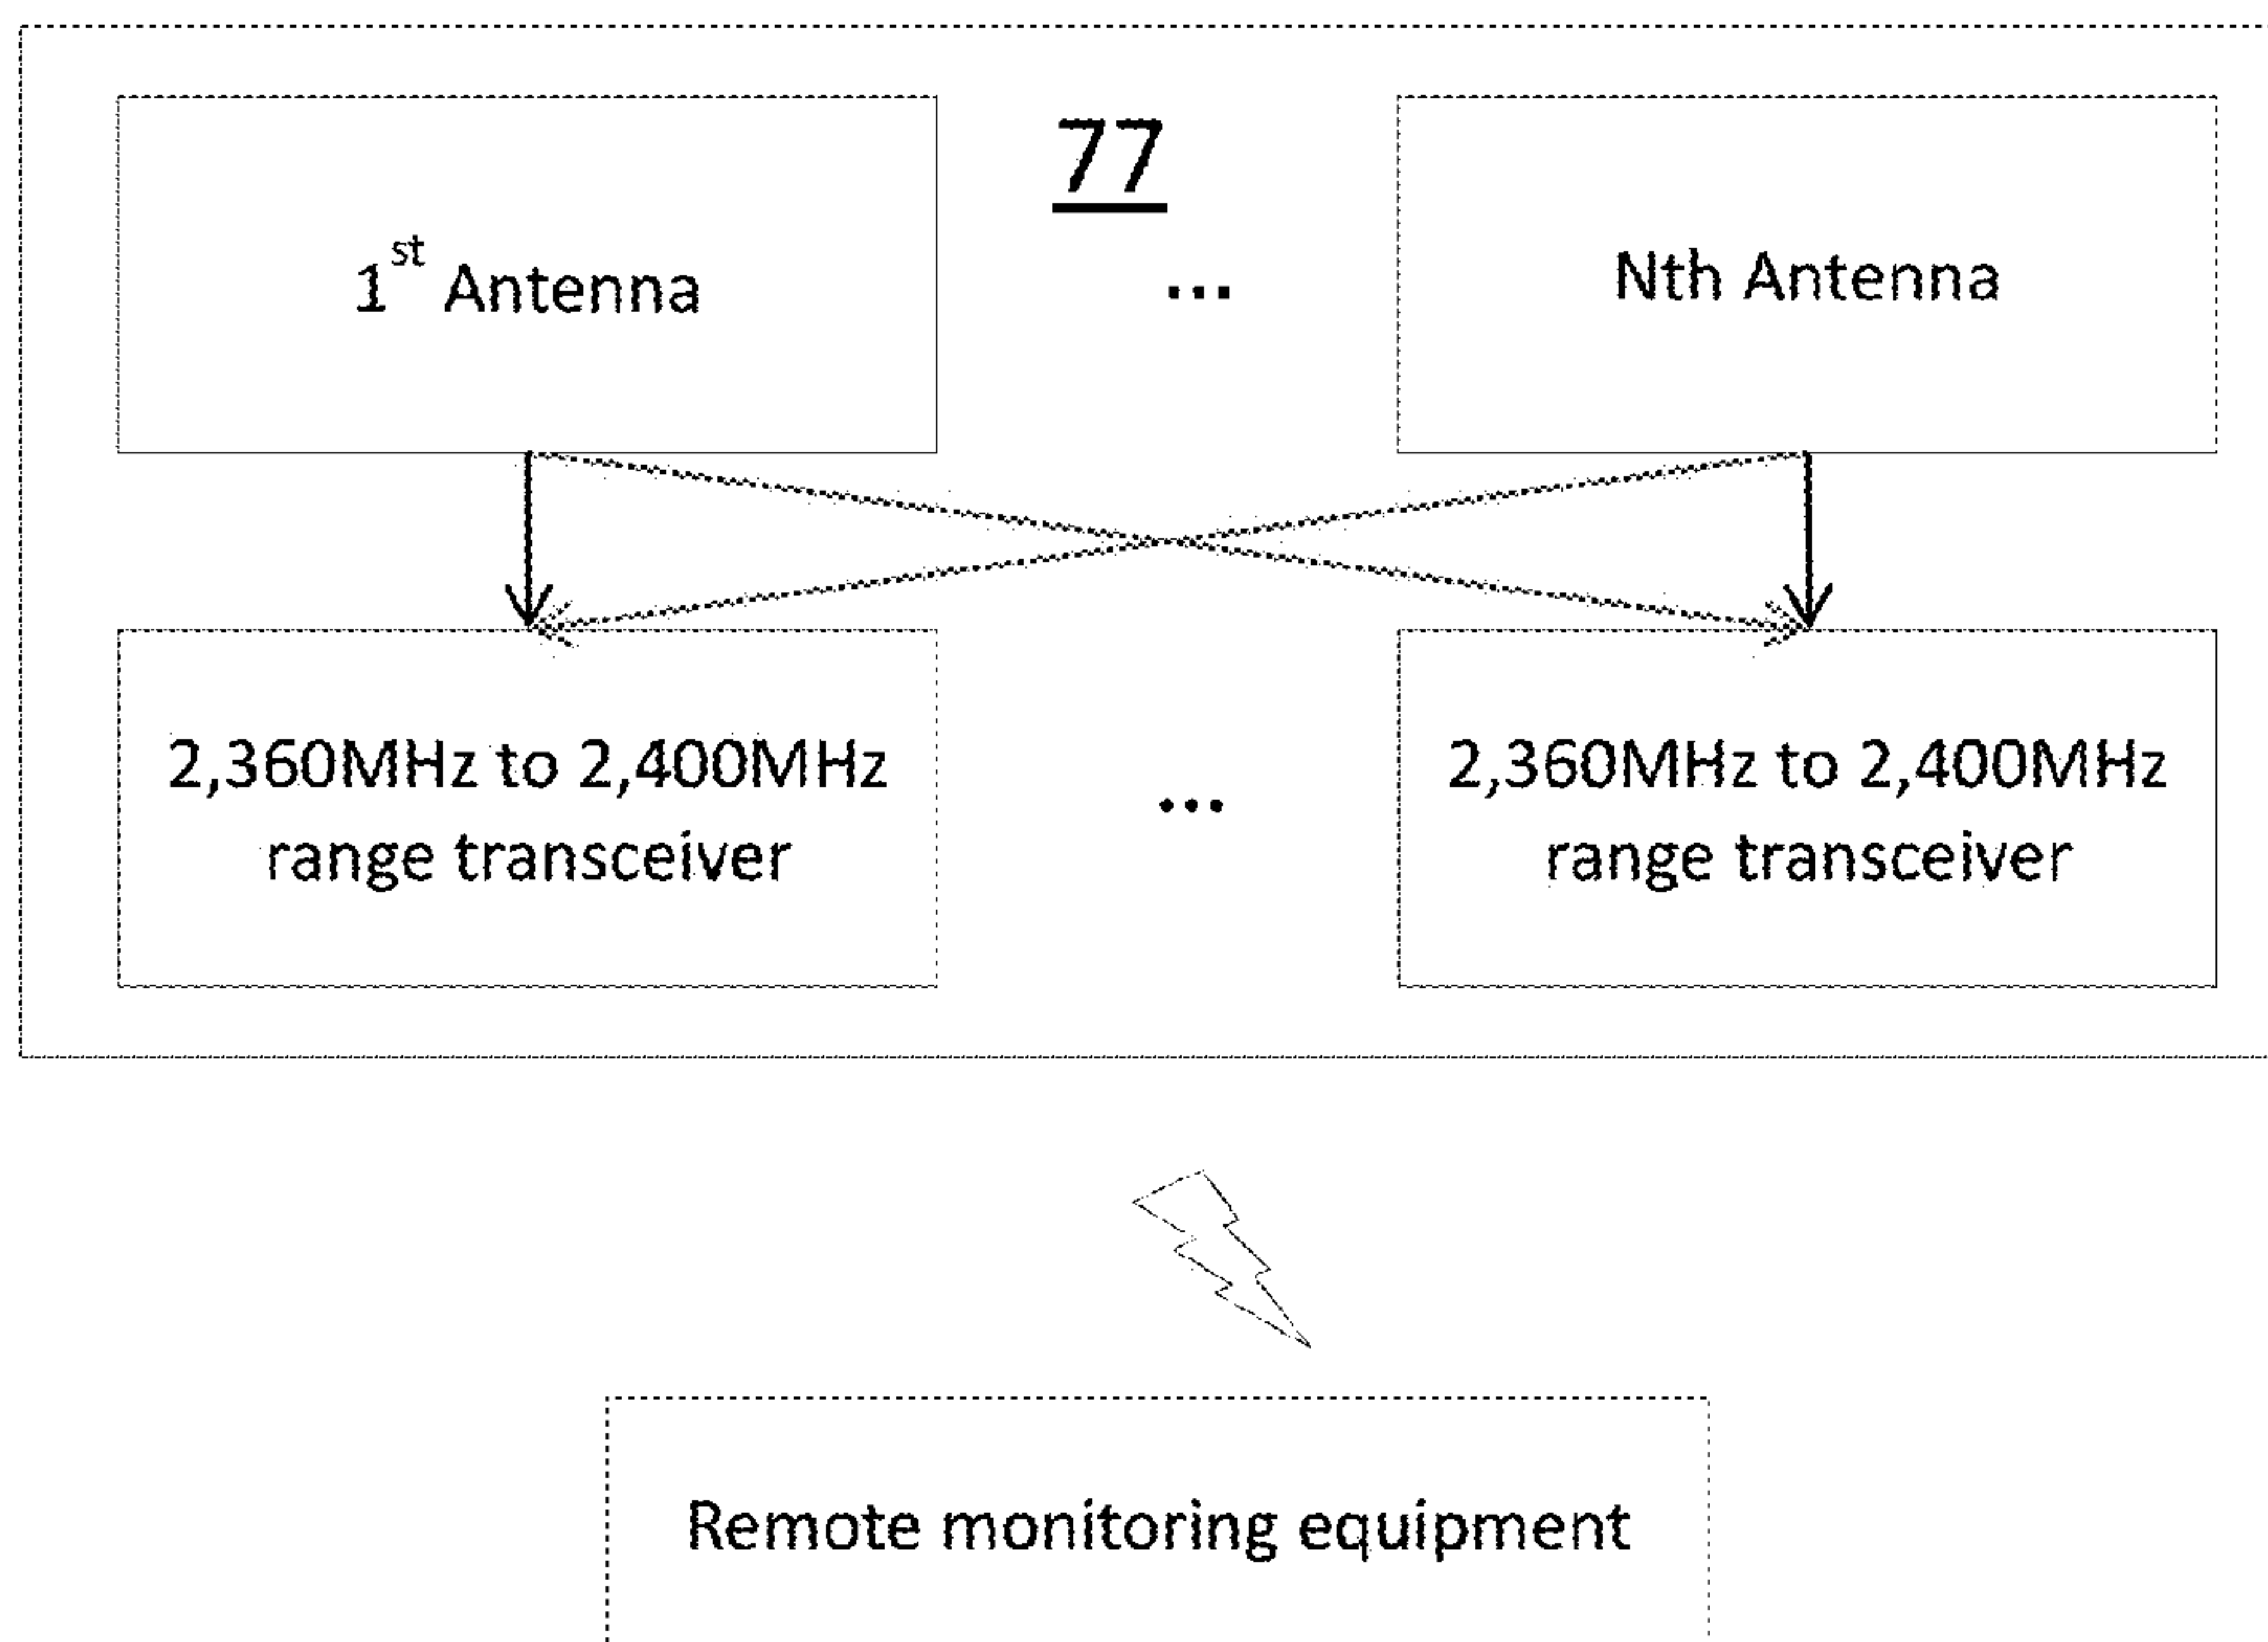 77
1st Antenna
...
Nth Antenna
2,360MHz to 2,400MHz
range transceiver
...
2,360MHz to 2,400MHz
range transceiver
Remote monitoring equipment